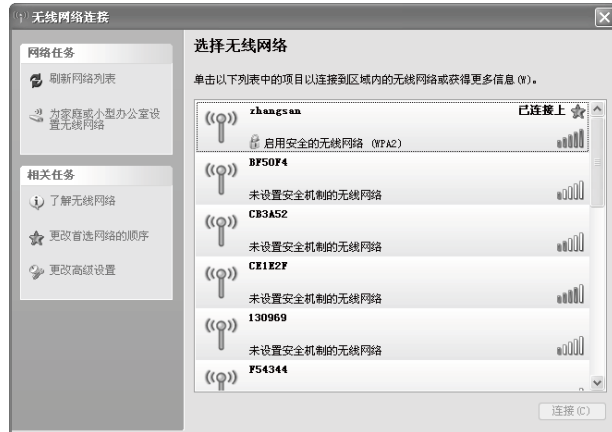 无线网络连接
网络任务
刷新网络列表
为家庭或小型办公室设
置无线网络
相关任务
了解无线网络
更改首选网络的顺序
更改高级设置
选择无线网络
单击以下列表中的项目以连接到区域内的无线网络或获得更多信息(W)。
zhangsan 已连接上
启用安全的无线网络 (WPA2)
BF50F4
未设置安全机制的无线网络
CB3A52
未设置安全机制的无线网络
CE1E2F
未设置安全机制的无线网络
130969
未设置安全机制的无线网络
F54344
连接(C)